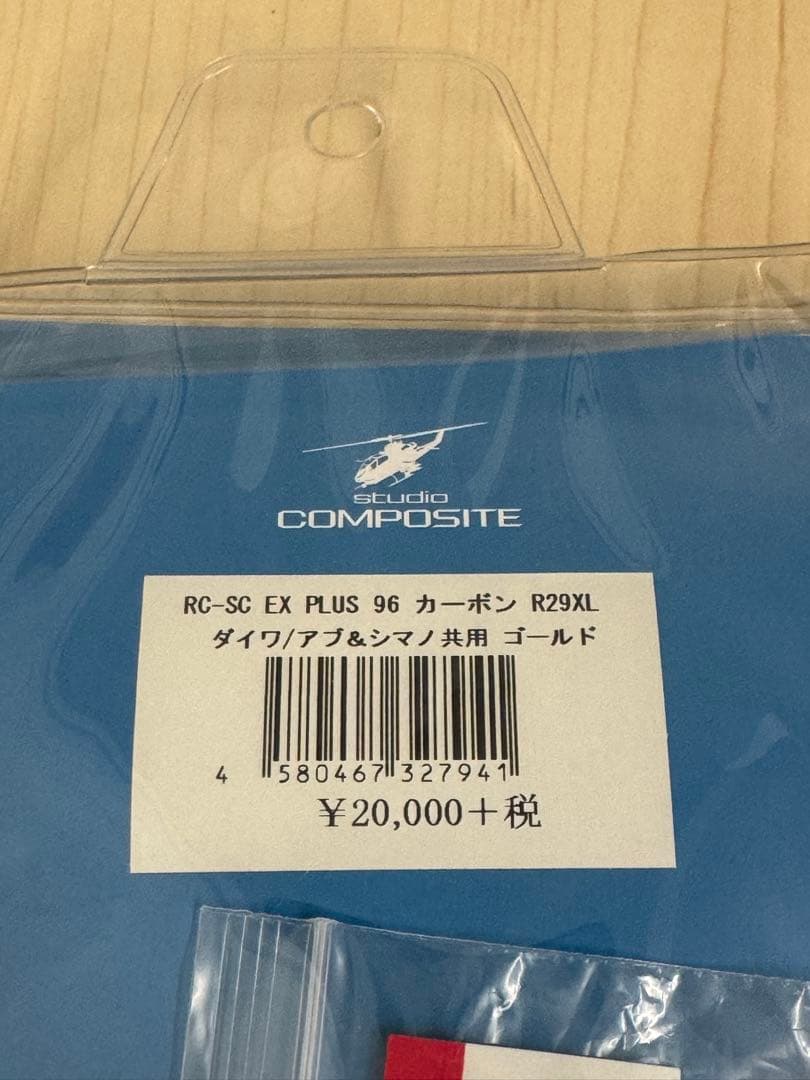 studio
COMPOSITE
RC-SC EX PLUS 96 カーボン R29XL
ダイワ/アブ&シマノ共用 ゴールド
4 580467 327941
￥20,000＋税